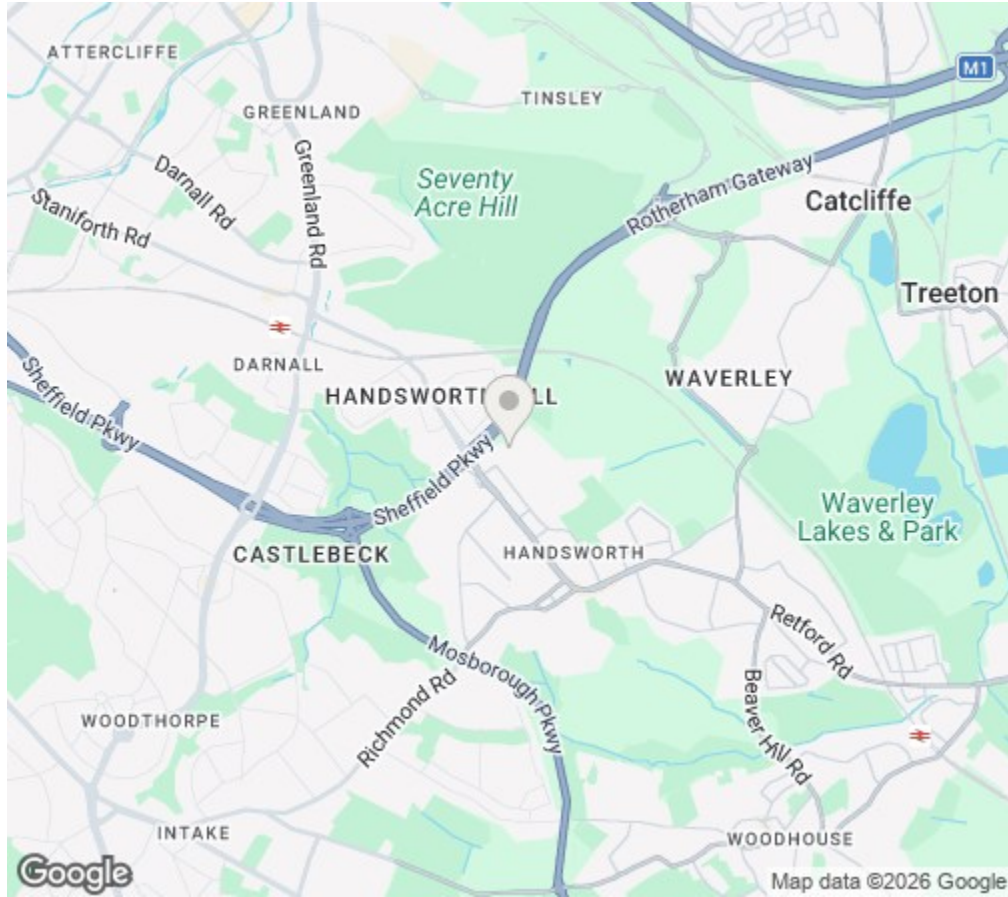 ATTERCLIFFE
GREENLAND
TINSLEY
M1
Darnall Rd
Greenland Rd
Seventy
Acre Hill
Rotherham Gateway
Catcliffe
Staniforth Rd
Treeton
DARNALL
WAVERLEY
Sheffield Pkwy
HANDSWORTH
Sheffield Pkwy
Waverley
Lakes & Park
CASTLEBECK
HANDSWORTH
Retford Rd
Mosborough Pkwy
Richmond Rd
Beaver Hill Rd
WOODTHORPE
INTAKE
WOODHOUSE
Google
Map data ©2026 Google